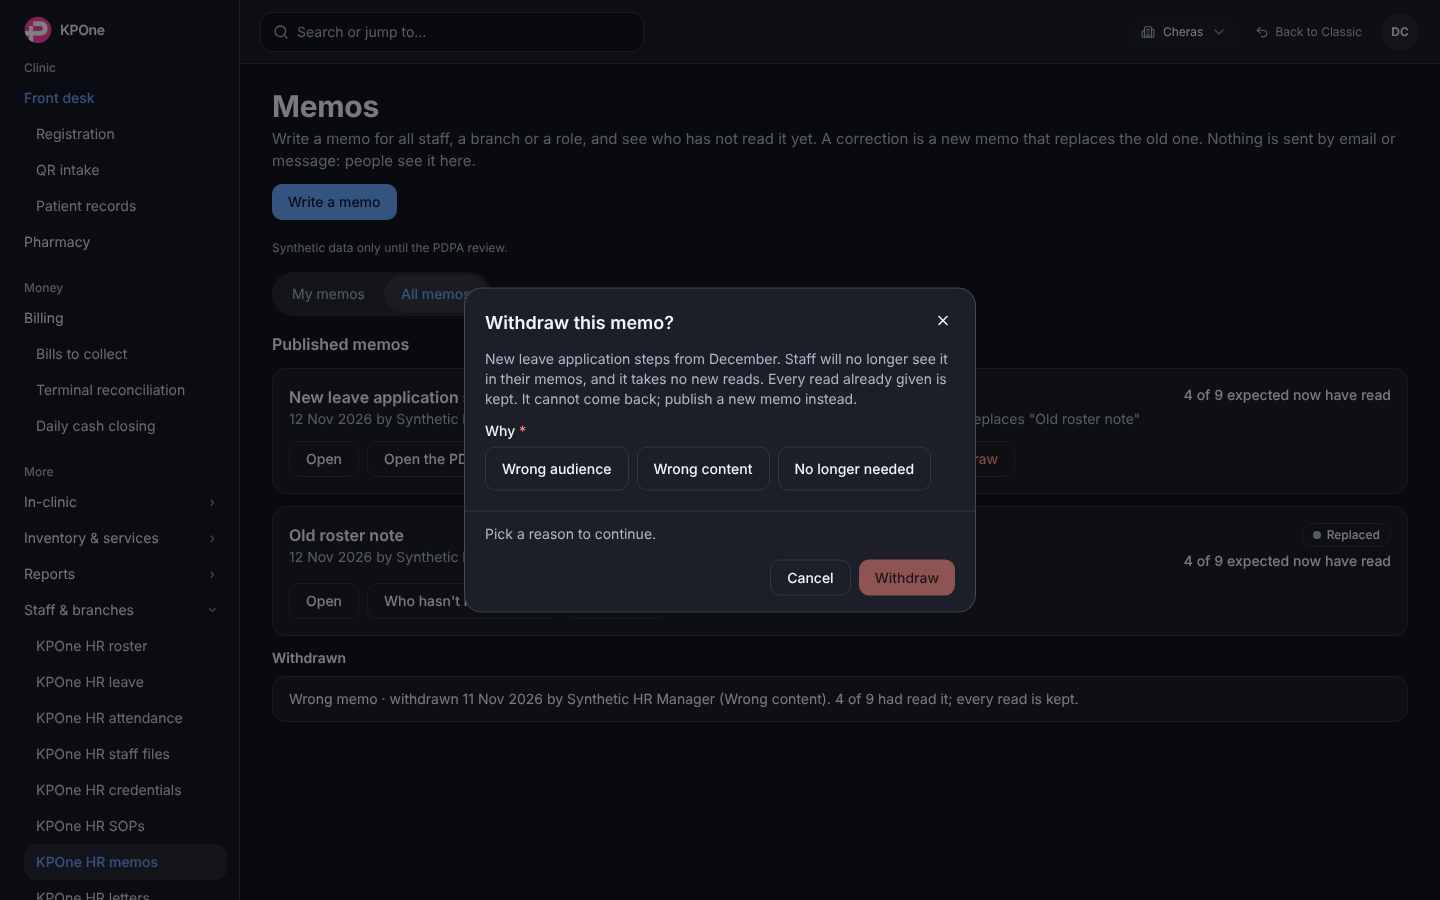 KPOne
Search or jump to...
Cheras
Back to Classic
DC
Clinic
Front desk
Registration
QR intake
Patient records
Pharmacy
Money
Billing
Bills to collect
Terminal reconciliation
Daily cash closing
More
In-clinic
Inventory & services
Reports
Staff & branches
KPOne HR roster
KPOne HR leave
KPOne HR attendance
KPOne HR staff files
KPOne HR credentials
KPOne HR SOPs
KPOne HR memos
KPOne HR letters
Memos
Write a memo for all staff, a branch or a role, and see who has not read it yet. A correction is a new memo that replaces the old one. Nothing is sent by email or
message: people see it here.
Write a memo
Synthetic data only until the PDPA review.
My memos
All memos
Published memos
New leave application
4 of 9 expected now have read
12 Nov 2026 by Synthetic
eplaces "Old roster note"
Open
Open the PD
raw
Old roster note
Replaced
12 Nov 2026 by Synthetic
4 of 9 expected now have read
Open
Who hasn't
Withdrawn
Wrong memo · withdrawn 11 Nov 2026 by Synthetic HR Manager (Wrong content). 4 of 9 had read it; every read is kept.
Withdraw this memo?
New leave application steps from December. Staff will no longer see it
in their memos, and it takes no new reads. Every read already given is
kept. It cannot come back; publish a new memo instead.
Why *
Wrong audience
Wrong content
No longer needed
Pick a reason to continue.
Cancel
Withdraw